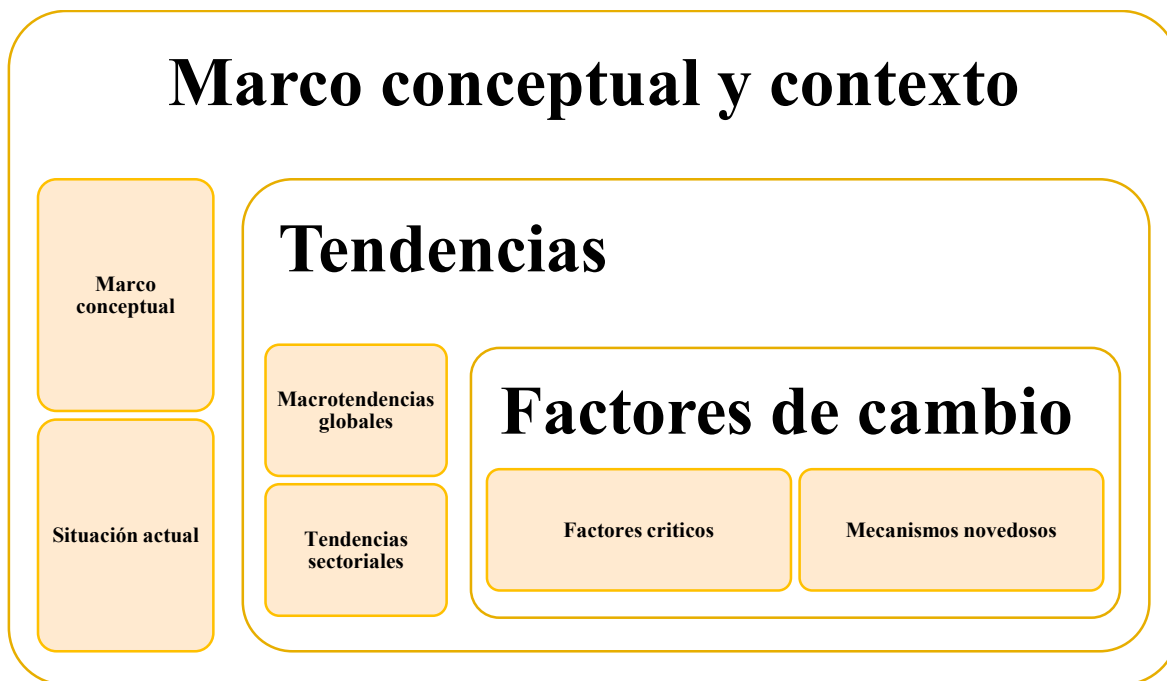 Marco conceptual y contexto
Marco
conceptual
Situación actual
Tendencias
Macrotendencias
globales
Tendencias
sectoriales
Factores de cambio
Factores criticos
Mecanismos novedosos